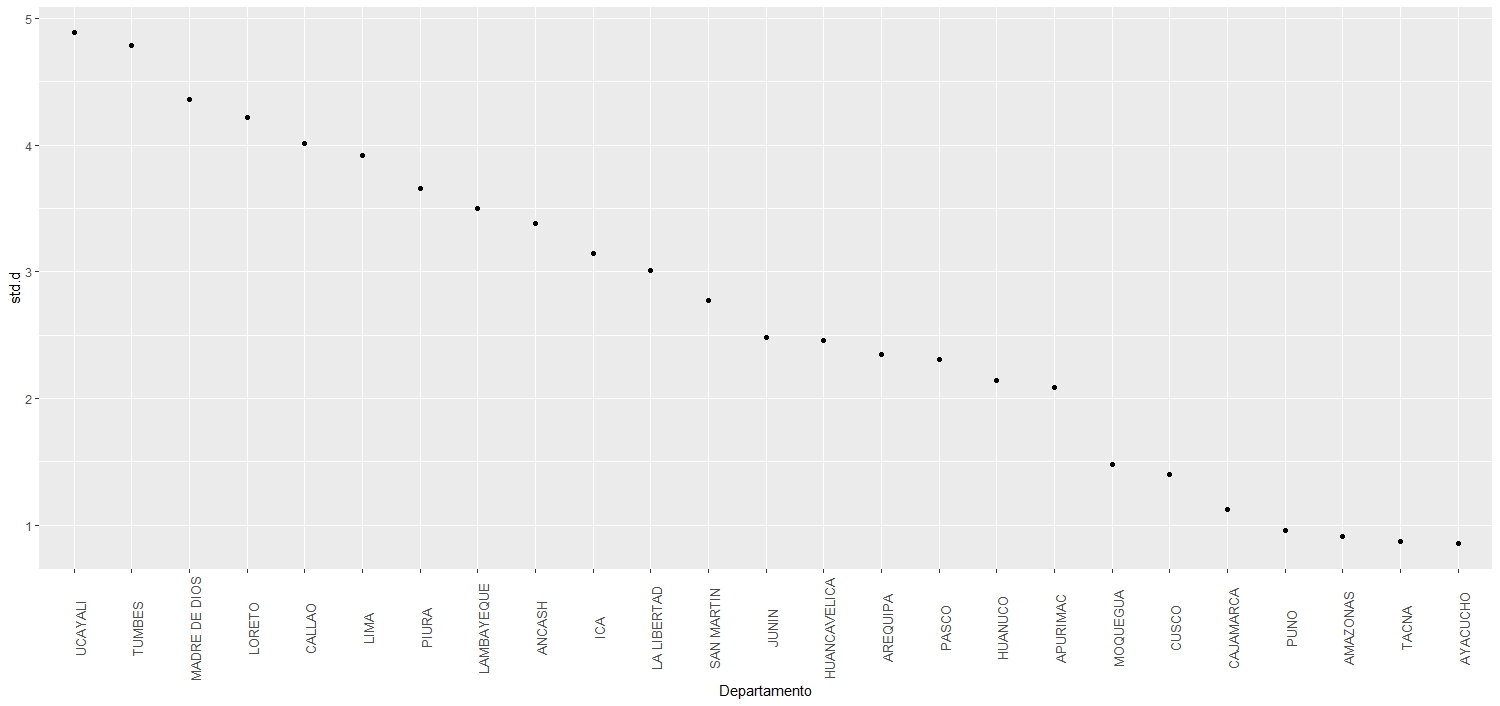 5
4
3
2
1
std.d
UCAYALI
TUMBES
MADRE DE DIOS
LORETO
CALLAO
LIMA
PIURA
LAMBAYEQUE
ANCASH
ICA
LA LIBERTAD
SAN MARTIN
JUNIN
HUANCAVELICA
AREQUIPA
PASCO
HUANUCO
APURIMAC
MOQUEGUA
CUSCO
CAJAMARCA
PUNO
AMAZONAS
TACNA
AYACUCHO
Departamento